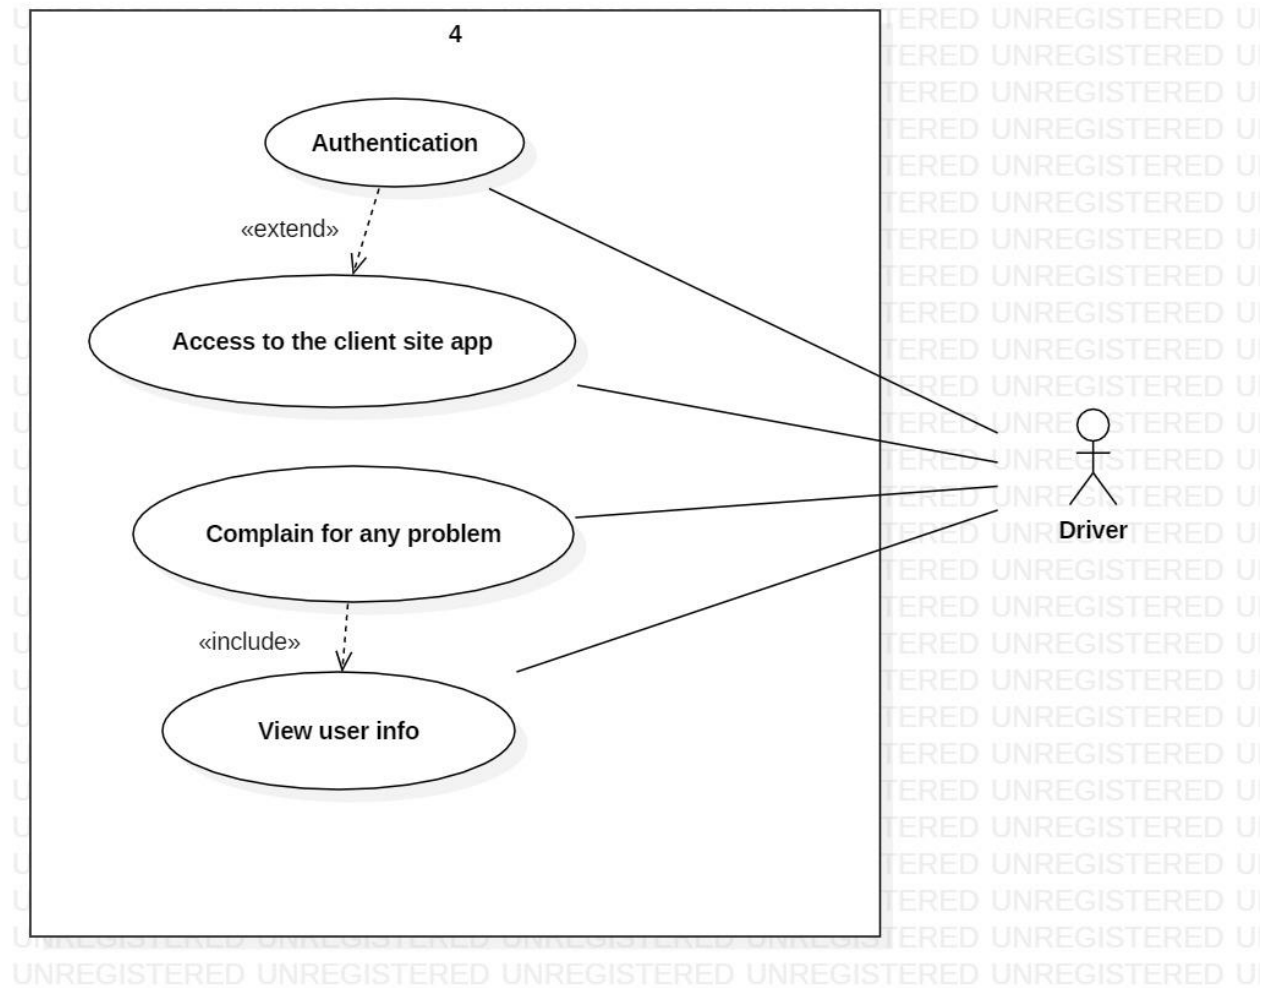 4
Authentication
«extend»
Access to the client site app
Complain for any problem
Driver
«include»
View user info
UNREGISTERED UNREGISTERED UNREGISTERED UNREGISTERED UNREGISTERED